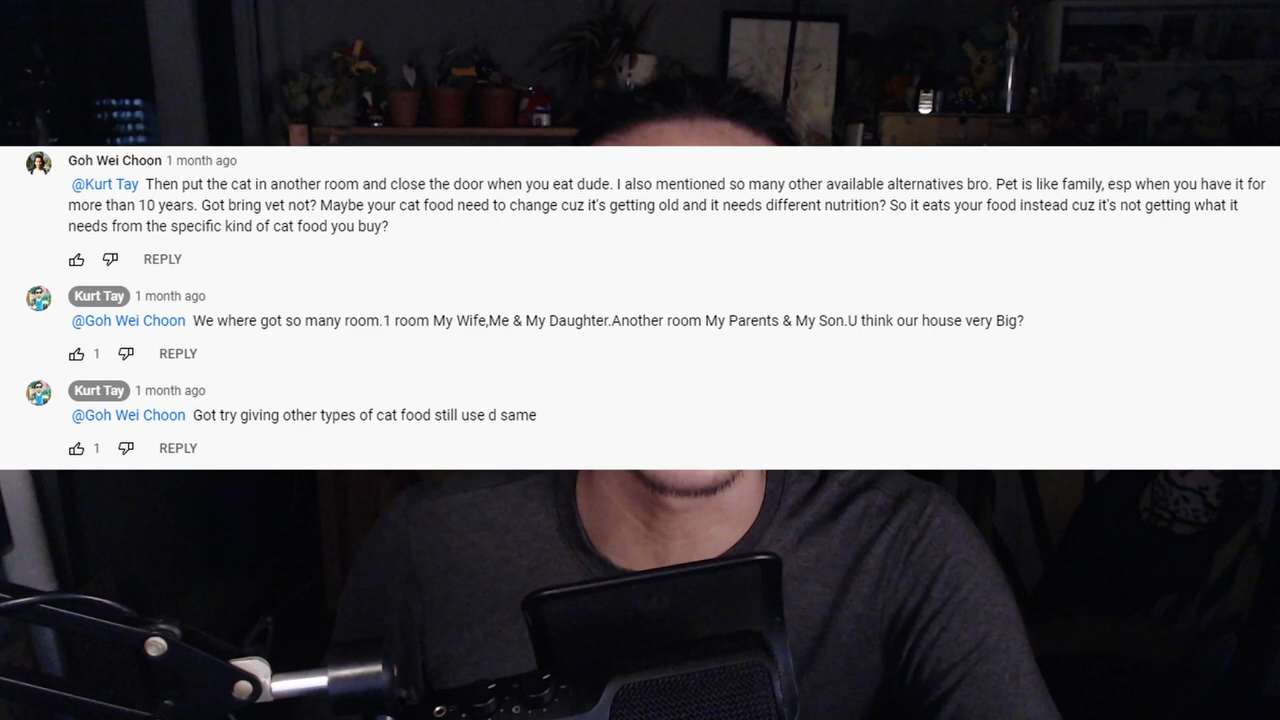 Goh Wei Choon 1 month ago
@Kurt Tay Then put the cat in another room and close the door when you eat dude. I also mentioned so many other available alternatives bro. Pet is like family, esp when you have it for
more than 10 years. Got bring vet not? Maybe your cat food need to change cuz it's getting old and it needs different nutrition? So it eats your food instead cuz it's not getting what it
needs from the specific kind of cat food you buy?
REPLY
Kurt Tay 1 month ago
@Goh Wei Choon We where got so many room.1 room My Wife,Me & My Daughter.Another room My Parents & My Son.U think our house very Big?
1 REPLY
Kurt Tay 1 month ago
@Goh Wei Choon Got try giving other types of cat food still use d same
1 REPLY